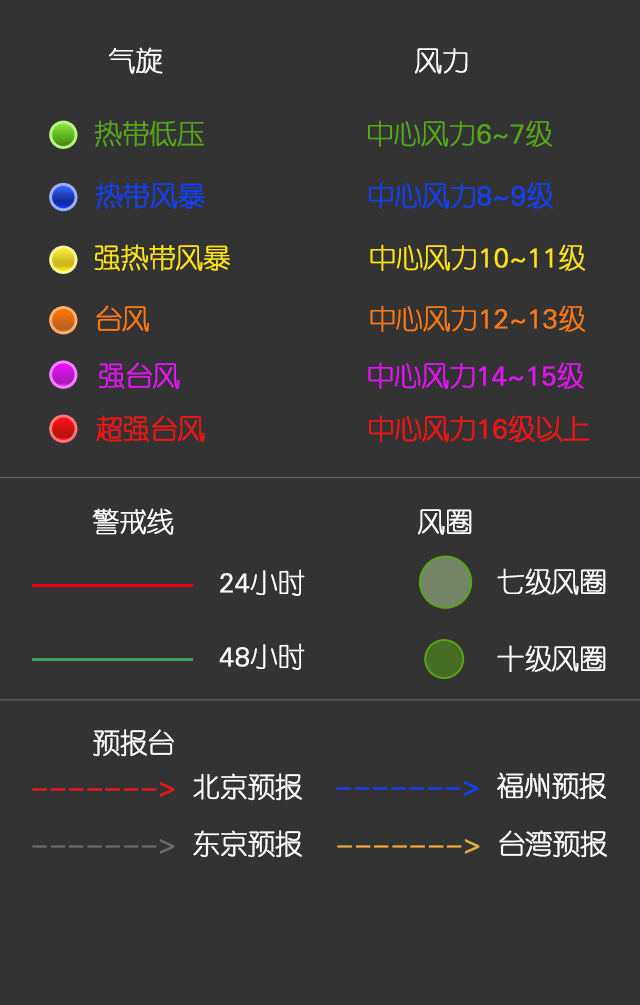 气旋 风力
热带低压 中心风力6~7级
热带风暴 中心风力8~9级
强热带风暴 中心风力10~11级
台风 中心风力12~13级
强台风 中心风力14~15级
超强台风 中心风力16级以上
警戒线 风圈
24小时 七级风圈
48小时 十级风圈
预报台
北京预报 福州预报
东京预报 台湾预报